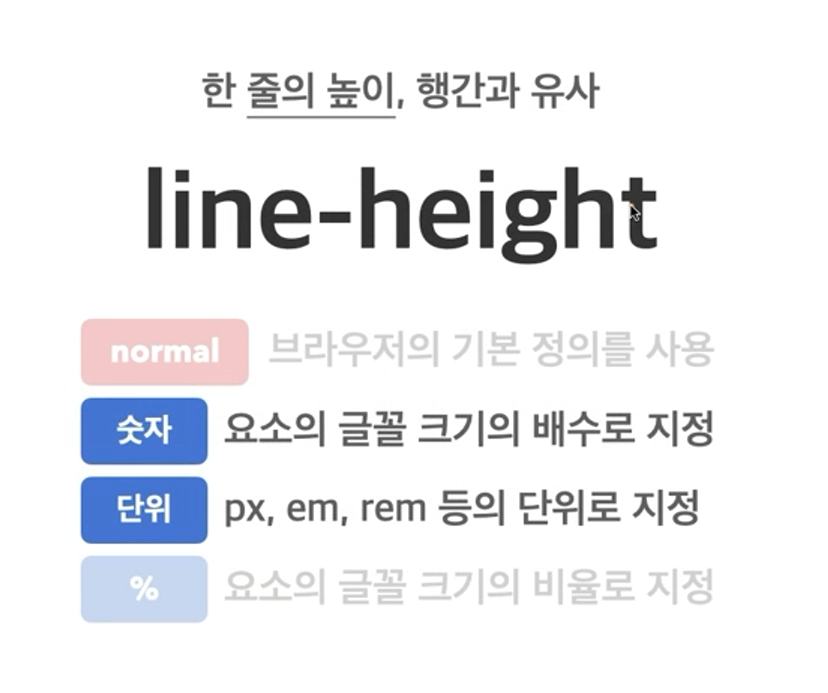 한 줄의 높이, 행간과 유사
line-height
normal 브라우저의 기본 정의를 사용
숫자 요소의 글꼴 크기의 배수로 지정
단위 px, em, rem 등의 단위로 지정
% 요소의 글꼴 크기의 비율로 지정